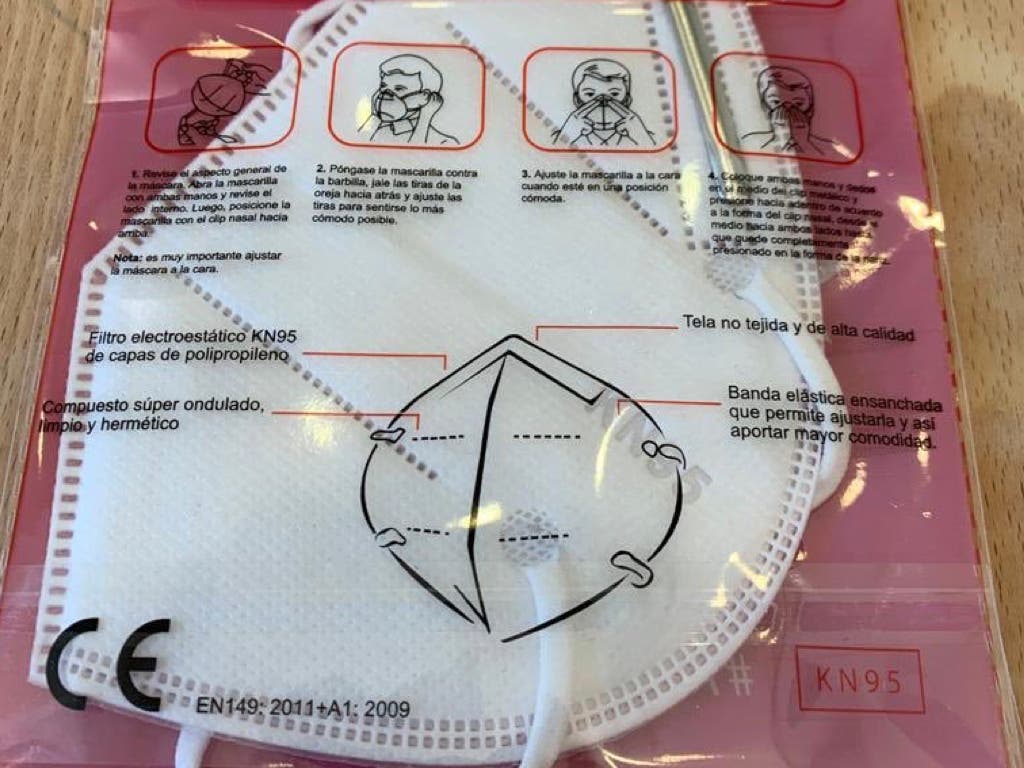 1. Revise el aspecto general de
la máscara. Abra la mascarilla
con ambas manos y revise el
lado interno. Luego, posicione la
mascarilla con el clip nasal hacia
arriba.
Nota: es muy importante ajustar
la máscara a la cara.
2. Póngase la mascarilla contra
la barbilla, jale las tiras de la
oreja hacia atrás y ajuste las
tiras para sentirse lo más
cómodo posible.
3. Ajuste la mascarilla a la cara
cuando esté en una posición
cómoda.
4. Coloque ambas manos y dedos
en el medio del clip metálico y
presione hacia adentro de acuerdo
a la forma del clip nasal, desde el
medio hacia ambos lados hasta
que quede completamente
presionado en la forma de la nariz.
Filtro electroestático KN95
de capas de polipropileno
Tela no tejida y de alta calidad
Compuesto súper ondulado,
limpio y hermético
Banda elástica ensanchada
que permite ajustarla y así
aportar mayor comodidad.
CE
EN149: 2011+A1: 2009
KN95